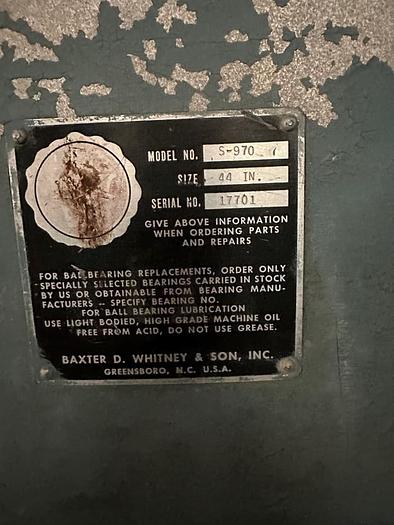 MODEL NO. S-970 7
SIZE 44 IN.
SERIAL NO. 17701
GIVE ABOVE INFORMATION
WHEN ORDERING PARTS
AND REPAIRS
FOR BALL BEARING REPLACEMENTS, ORDER ONLY
SPECIALLY SELECTED BEARINGS CARRIED IN STOCK
BY US OR OBTAINABLE FROM BEARING MANU-
FACTURERS -- SPECIFY BEARING NO.
FOR BALL BEARING LUBRICATION
USE LIGHT BODIED, HIGH GRADE MACHINE OIL
FREE FROM ACID, DO NOT USE GREASE.
BAXTER D. WHITNEY & SON, INC.
GREENSBORO, N.C. U.S.A.